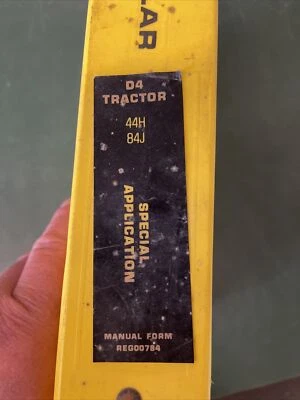 LAR
D4
TRACTOR
44H
84J
SPECIAL
APPLICATION
MANUAL FORM
REG00784